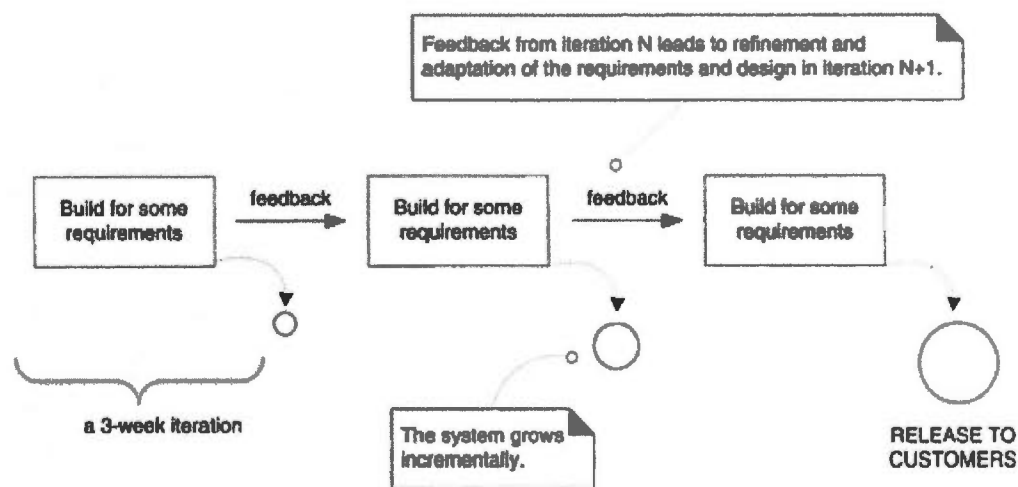 Feedback from iteration N leads to refinement and
adaptation of the requirements and design in iteration N+1.
Build for some
requirements
feedback
Build for some
requirements
feedback
Build for some
requirements
a 3-week iteration
The system grows
incrementally.
RELEASE TO
CUSTOMERS